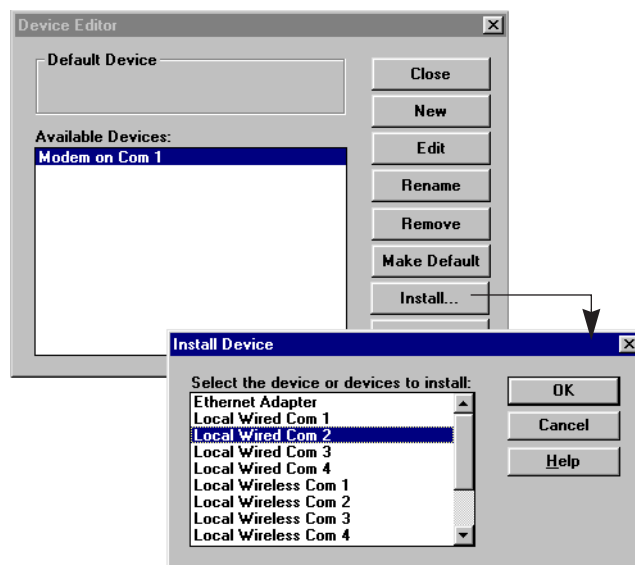 Device Editor
Default Device
Close
New
Available Devices:
Edit
Modem on Com 1
Rename
Remove
Make Default
Install...
Install Device
Select the device or devices to install:
OK
Ethernet Adapter
Local Wired Com 1
Cancel
Local Wired Com 2
Local Wired Com 3
Help
Local Wired Com 4
Local Wireless Com 1
Local Wireless Com 2
Local Wireless Com 3
Local Wireless Com 4